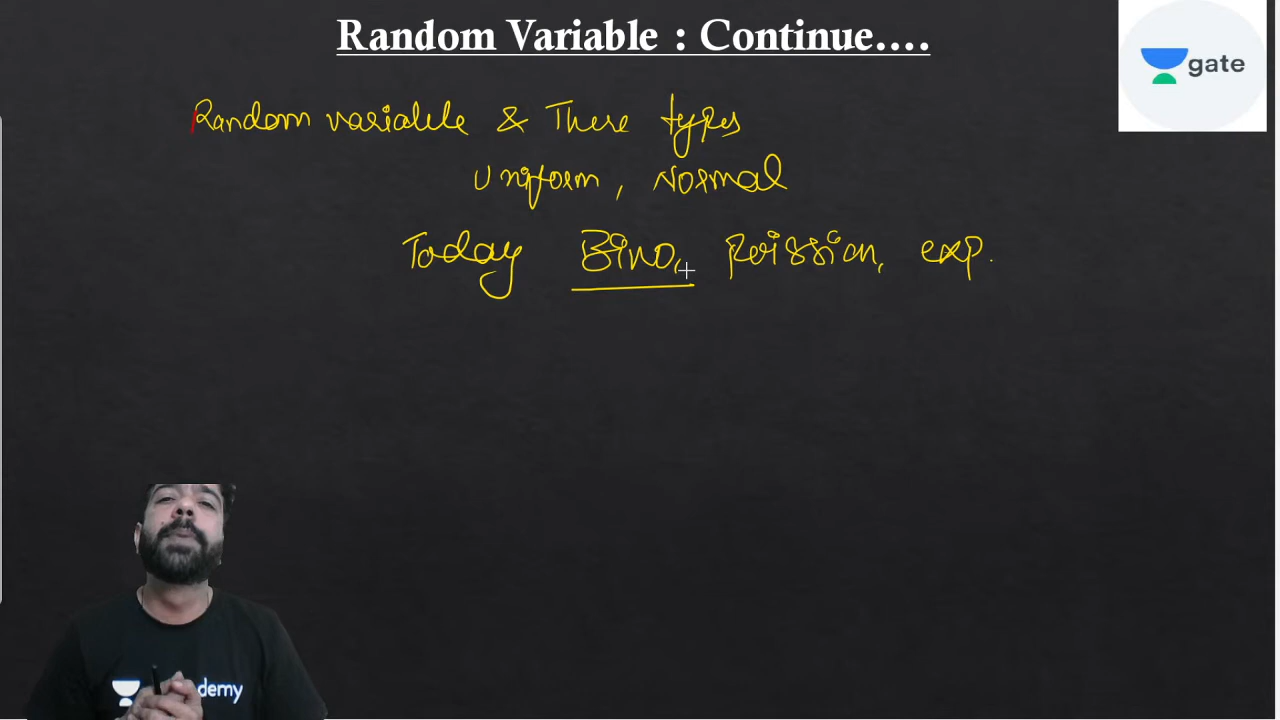 Random Variable : Continue....
gate
Random variable & There types
Uniform, Normal
Today Bino, Poission, exp.
demy